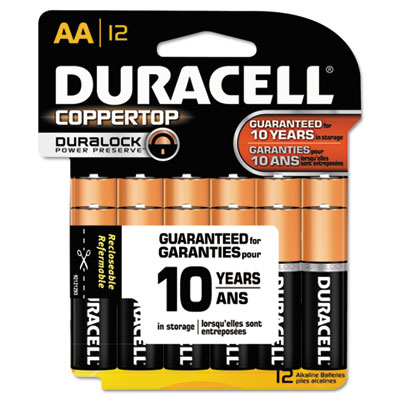 AA 12
DURACELL®
COPPERTOP
DURALOCK
POWER PRESERVE™
GUARANTEED for
10 YEARS in storage
GARANTIES pour
10 ANS lorsqu'elles sont
entreposées
Recloseable
Refermable
GUARANTEED for
GARANTIES pour
10 YEARS
ANS
in storage lorsqu'elles sont
entreposées
DURACELL
DURACELL
12 Alkaline Batteries
piles alcalines